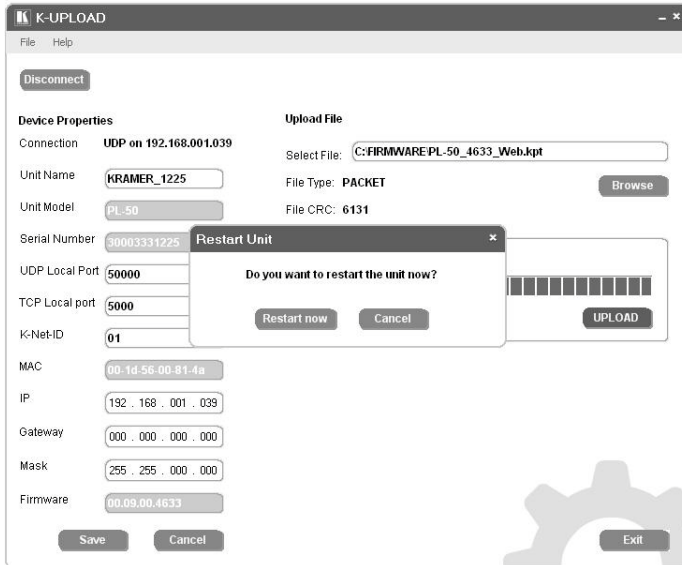 K-UPLOAD
File Help
Disconnect
Device Properties
Connection UDP on 192.168.001.039
Unit Name KRAMER_1225
Unit Model PL-50
Serial Number 30003331225
UDP Local Port 50000
TCP Local port 5000
K-Net-ID 01
MAC 00-1d-56-00-81-4a
IP 192 . 168 . 001 . 039
Gateway 000 . 000 . 000 . 000
Mask 255 . 255 . 000 . 000
Firmware 00.09.00.4633
Save Cancel
Upload File
Select File: C:\FIRMWARE\PL-50_4633_Web.kpt
File Type: PACKET Browse
File CRC: 6131
UPLOAD
Restart Unit
Do you want to restart the unit now?
Restart now Cancel
Exit